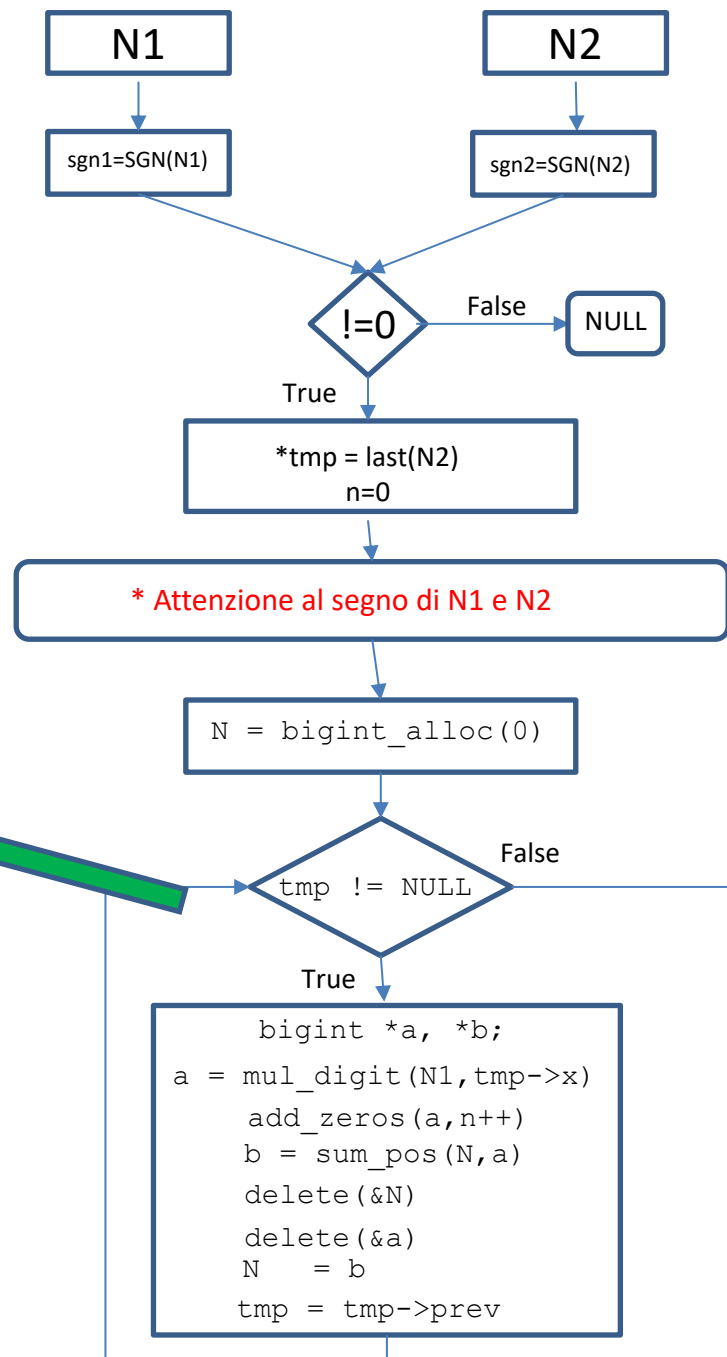 N1
N2
sgn1=SGN(N1)
sgn2=SGN(N2)
!=0
False
NULL
True
*tmp = last(N2)
n=0
* Attenzione al segno di N1 e N2
N = bigint_alloc(0)
tmp != NULL
False
True
bigint *a, *b;
a = mul_digit(N1,tmp->x)
add_zeros(a,n++)
b = sum_pos(N,a)
delete(&N)
delete(&a)
N = b
tmp = tmp->prev